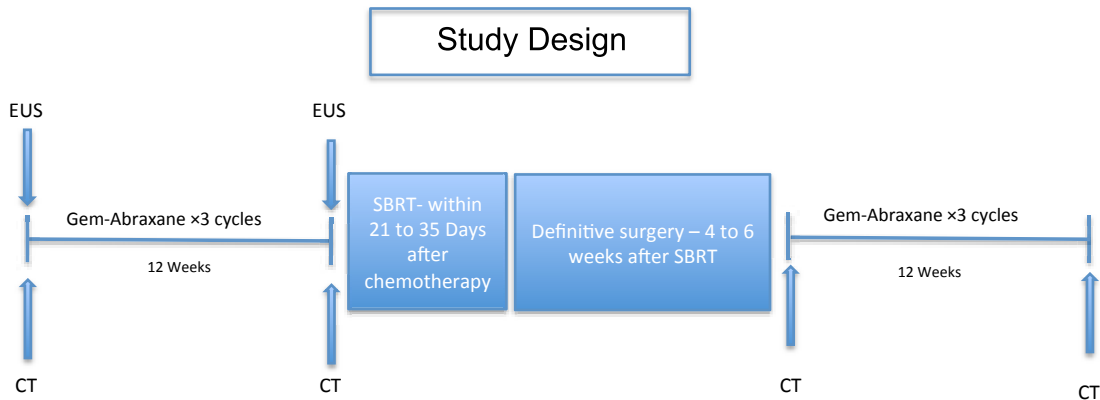 Study Design
EUS
EUS
Gem-Abraxane ×3 cycles
12 Weeks
SBRT- within
21 to 35 Days
after
chemotherapy
Definitive surgery – 4 to 6
weeks after SBRT
Gem-Abraxane ×3 cycles
12 Weeks
CT
CT
CT
CT